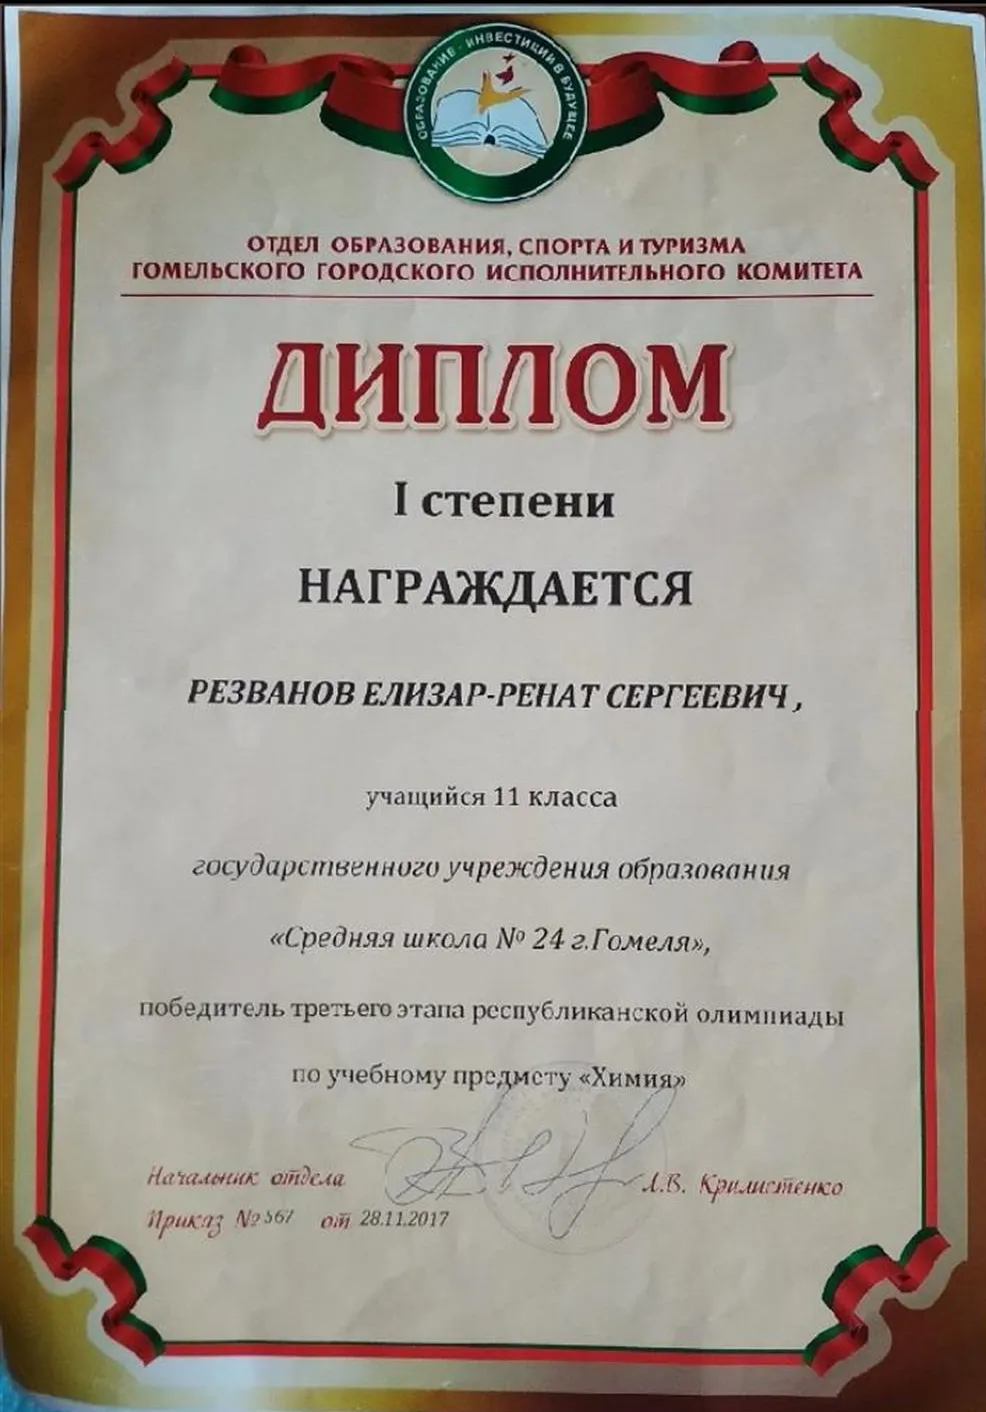 ОБРАЗОВАНИЕ - ИНВЕСТИЦИИ В БУДУЩЕЕ
ОТДЕЛ ОБРАЗОВАНИЯ, СПОРТА И ТУРИЗМА
ГОМЕЛЬСКОГО ГОРОДСКОГО ИСПОЛНИТЕЛЬНОГО КОМИТЕТА
ДИПЛОМ
I степени
НАГРАЖДАЕТСЯ
РЕЗВАНОВ ЕЛИЗАР-РЕНАТ СЕРГЕЕВИЧ ,
учащийся 11 класса
государственного учреждения образования
«Средняя школа № 24 г.Гомеля»,
победитель третьего этапа республиканской олимпиады
по учебному предмету «Химия»
Начальник отдела Л.В. Крилистенко
Приказ № 567 от 28.11.2017